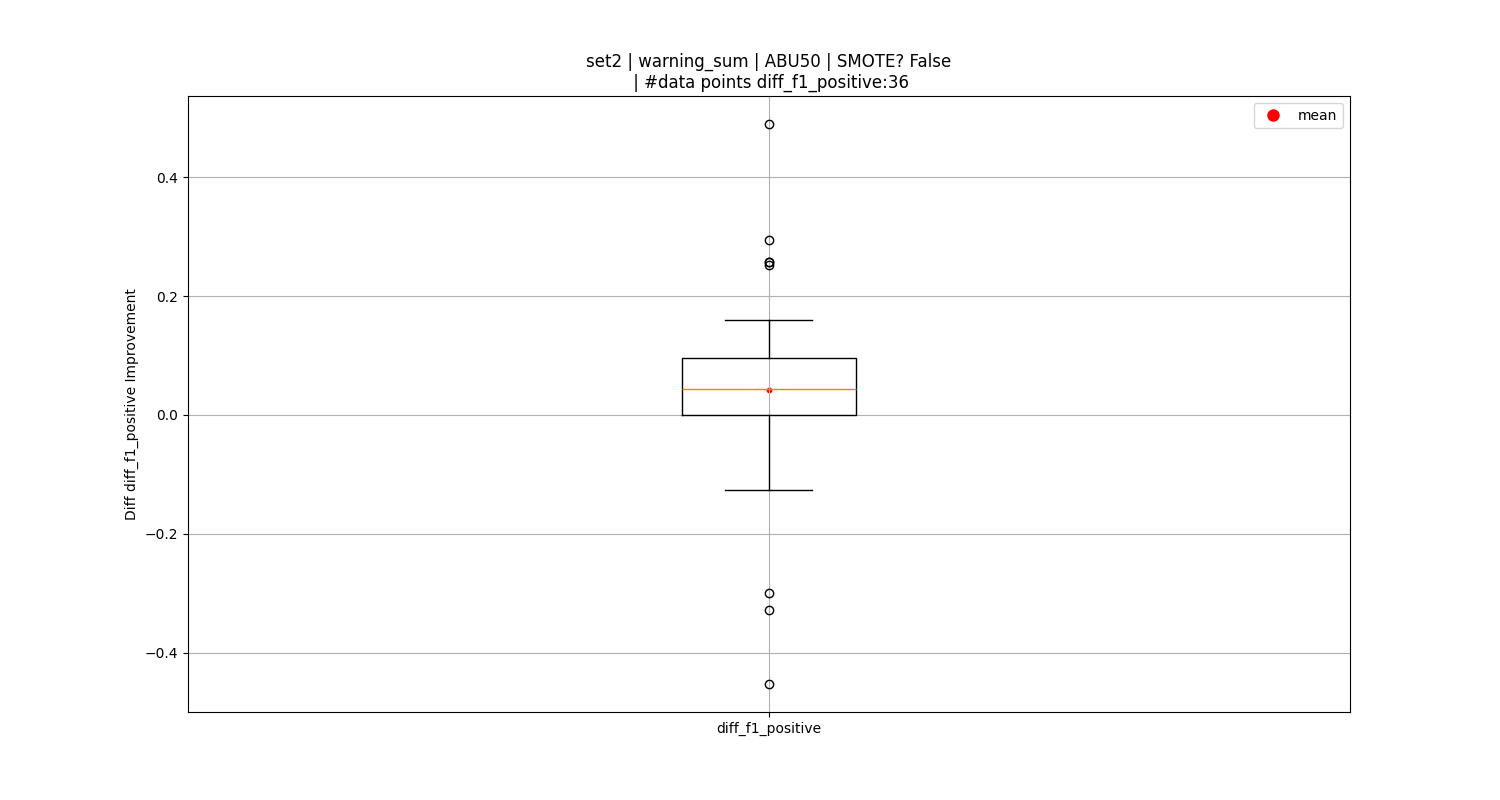 set2 | warning_sum | ABU50 | SMOTE? False
| #data points diff_f1_positive:36
mean
0.4
0.2
0.0
−0.2
−0.4
Diff diff_f1_positive Improvement
diff_f1_positive